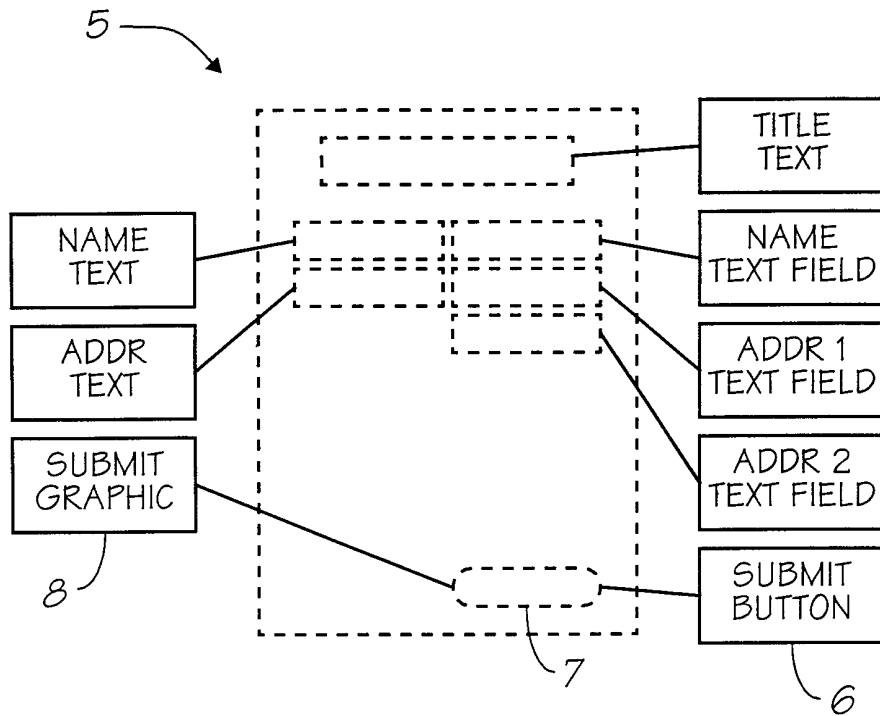 5
TITLE
TEXT
NAME
TEXT
NAME
TEXT FIELD
ADDR
TEXT
ADDR 1
TEXT FIELD
SUBMIT
GRAPHIC
ADDR 2
TEXT FIELD
SUBMIT
BUTTON
8
7
6